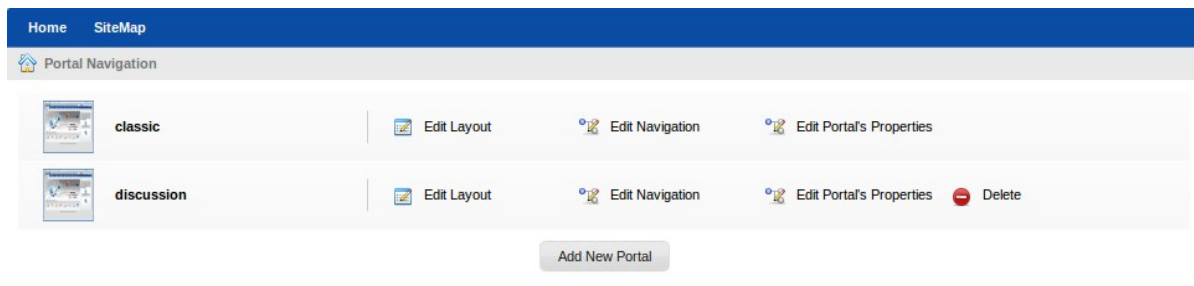 Home SiteMap
Portal Navigation
classic Edit Layout Edit Navigation Edit Portal's Properties
discussion Edit Layout Edit Navigation Edit Portal's Properties Delete
Add New Portal